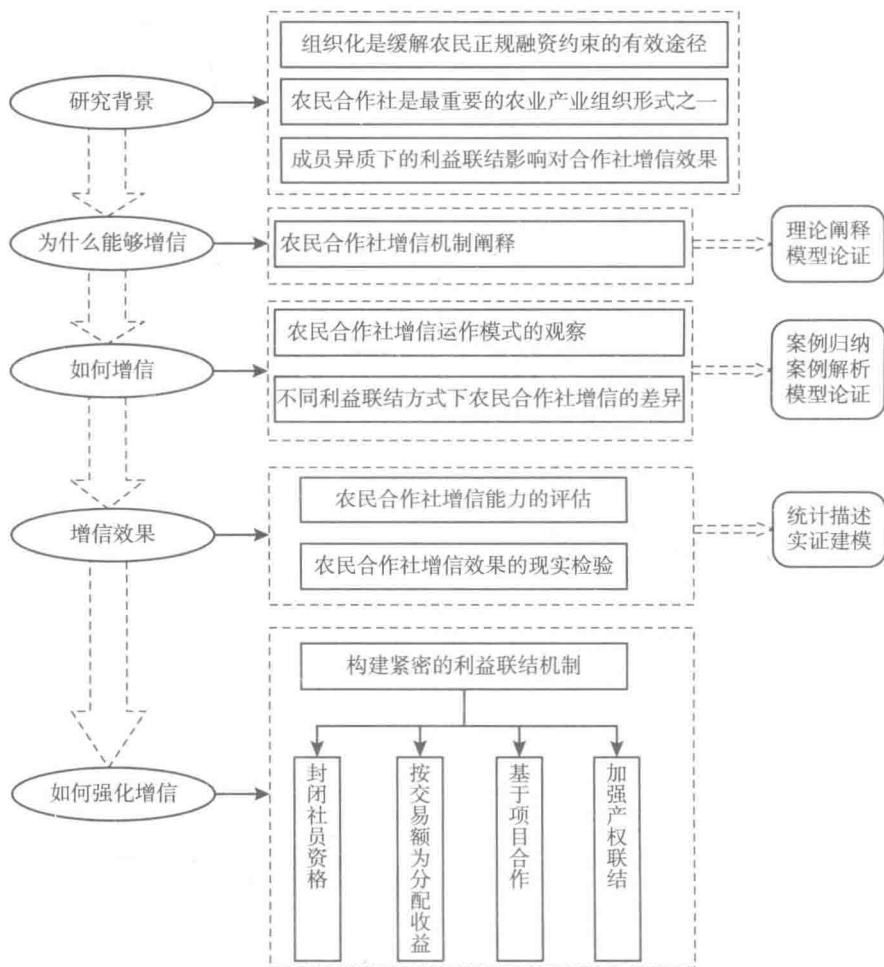 组织化是缓解农民正规融资约束的有效途径
研究背景
农民合作社是最重要的农业产业组织形式之一
成员异质下的利益联结影响对合作社增信效果
为什么能够增信
农民合作社增信机制阐释
理论阐释
模型论证
农民合作社增信运作模式的观察
如何增信
不同利益联结方式下农民合作社增信的差异
案例归纳
案例解析
模型论证
农民合作社增信能力的评估
增信效果
农民合作社增信效果的现实检验
统计描述
实证建模
构建紧密的利益联结机制
如何强化增信
封闭社员资格
按交易额为分配收益
基于项目合作
加强产权联结